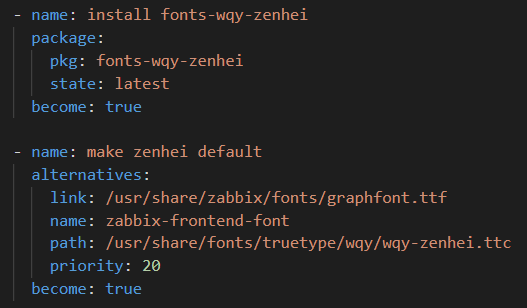 - name: install fonts-wqy-zenhei
package:
pkg: fonts-wqy-zenhei
state: latest
become: true
- name: make zenhei default
alternatives:
link: /usr/share/zabbix/fonts/graphfont.ttf
name: zabbix-frontend-font
path: /usr/share/fonts/truetype/wqy/wqy-zenhei.ttc
priority: 20
become: true